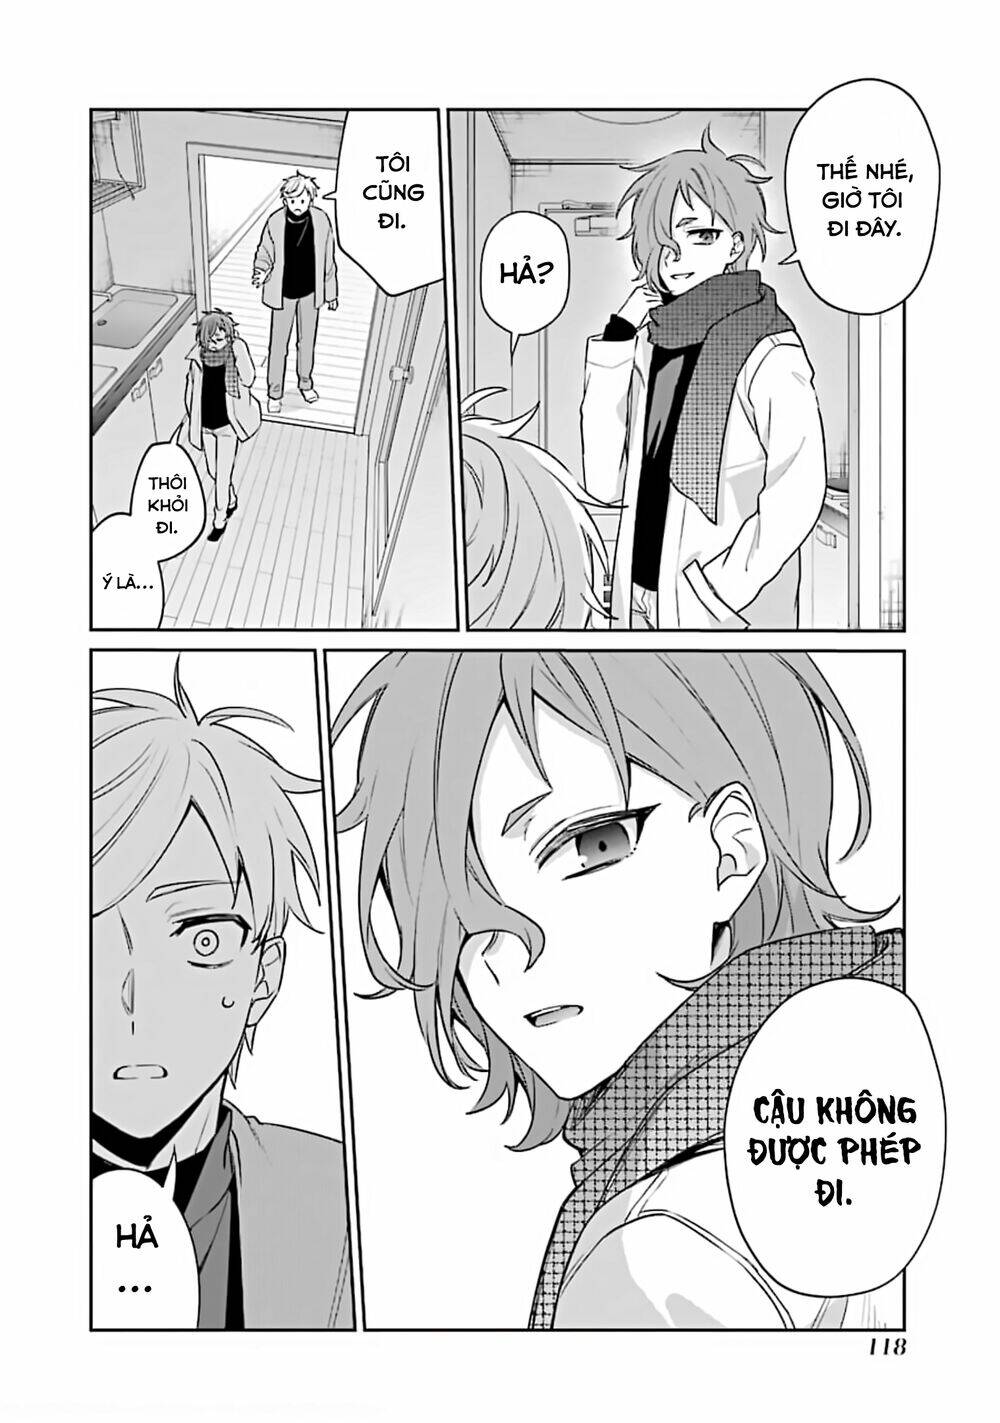 THẾ NHÉ,
GIỜ TÔI
ĐI ĐÂY.
HẢ?
TÔI
CŨNG
ĐI.
THÔI
KHỎI
ĐI.
Ý LÀ...
CẬU KHÔNG
ĐƯỢC PHÉP
ĐI.
HẢ
...
118